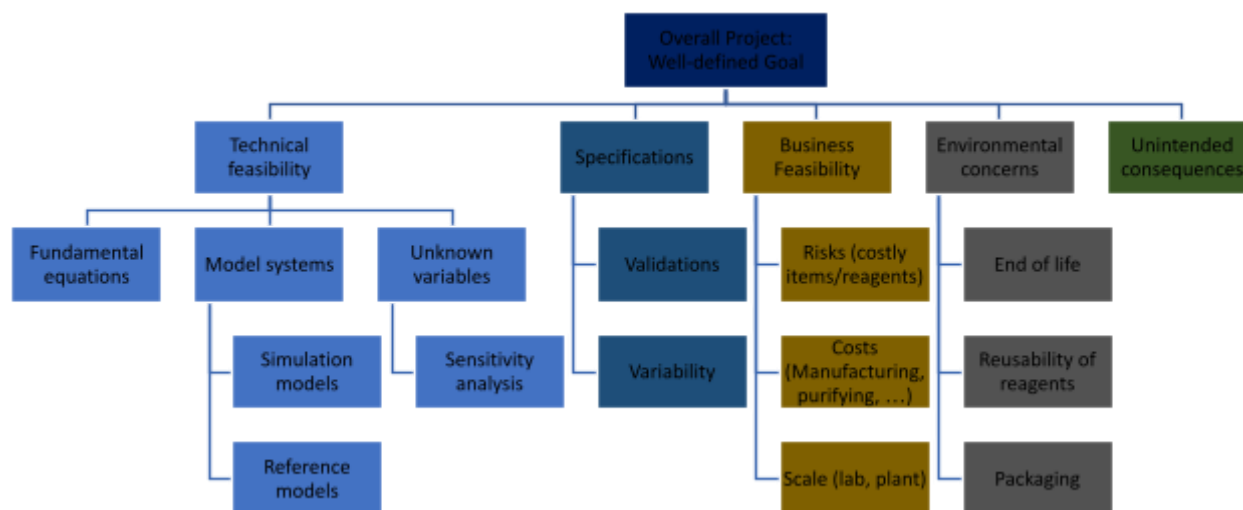 Overall Project:
Well-defined Goal
Technical
feasibility
Specifications
Business
Feasibility
Environmental
concerns
Unintended
consequences
Fundamental
equations
Model systems
Unknown
variables
Validations
Risks (costly
items/reagents)
End of life
Simulation
models
Sensitivity
analysis
Variability
Costs
(Manufacturing,
purifying, ...)
Reusability of
reagents
Reference
models
Scale (lab, plant)
Packaging